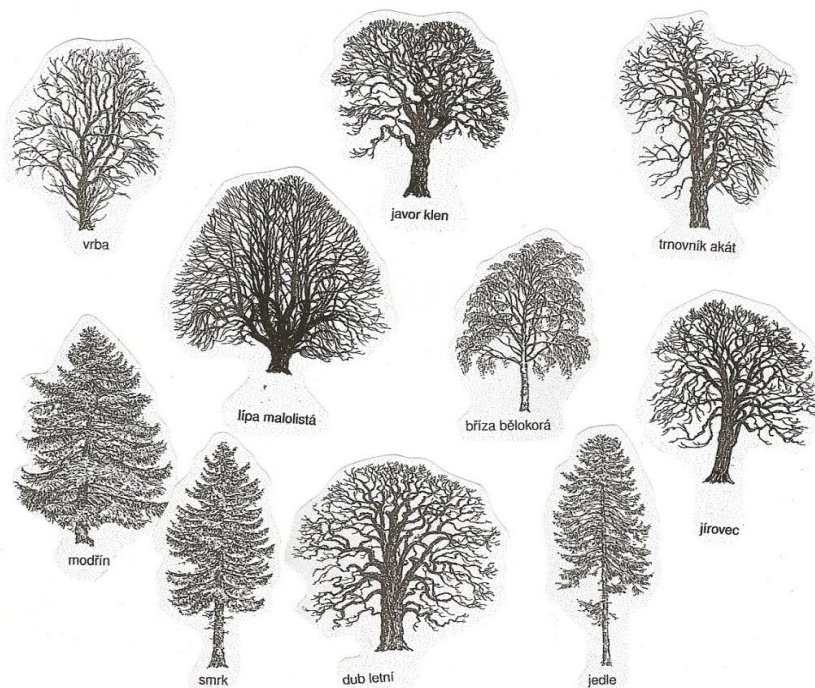 javor klen
vrba
trnovník akát
lípa malolistá
bříza bělokorá
jírovec
modřín
smrk
dub letní
jedle